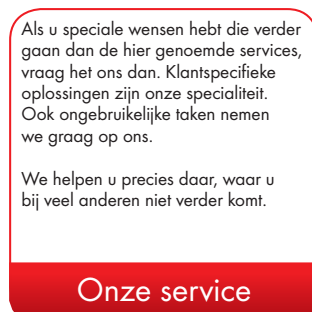 Als u speciale wensen hebt die verder
gaan dan de hier genoemde services,
vraag het ons dan. Klantspecifieke
oplossingen zijn onze specialiteit.
Ook ongebruikelijke taken nemen
we graag op ons.
We helpen u precies daar, waar u
bij veel anderen niet verder komt.
Onze service